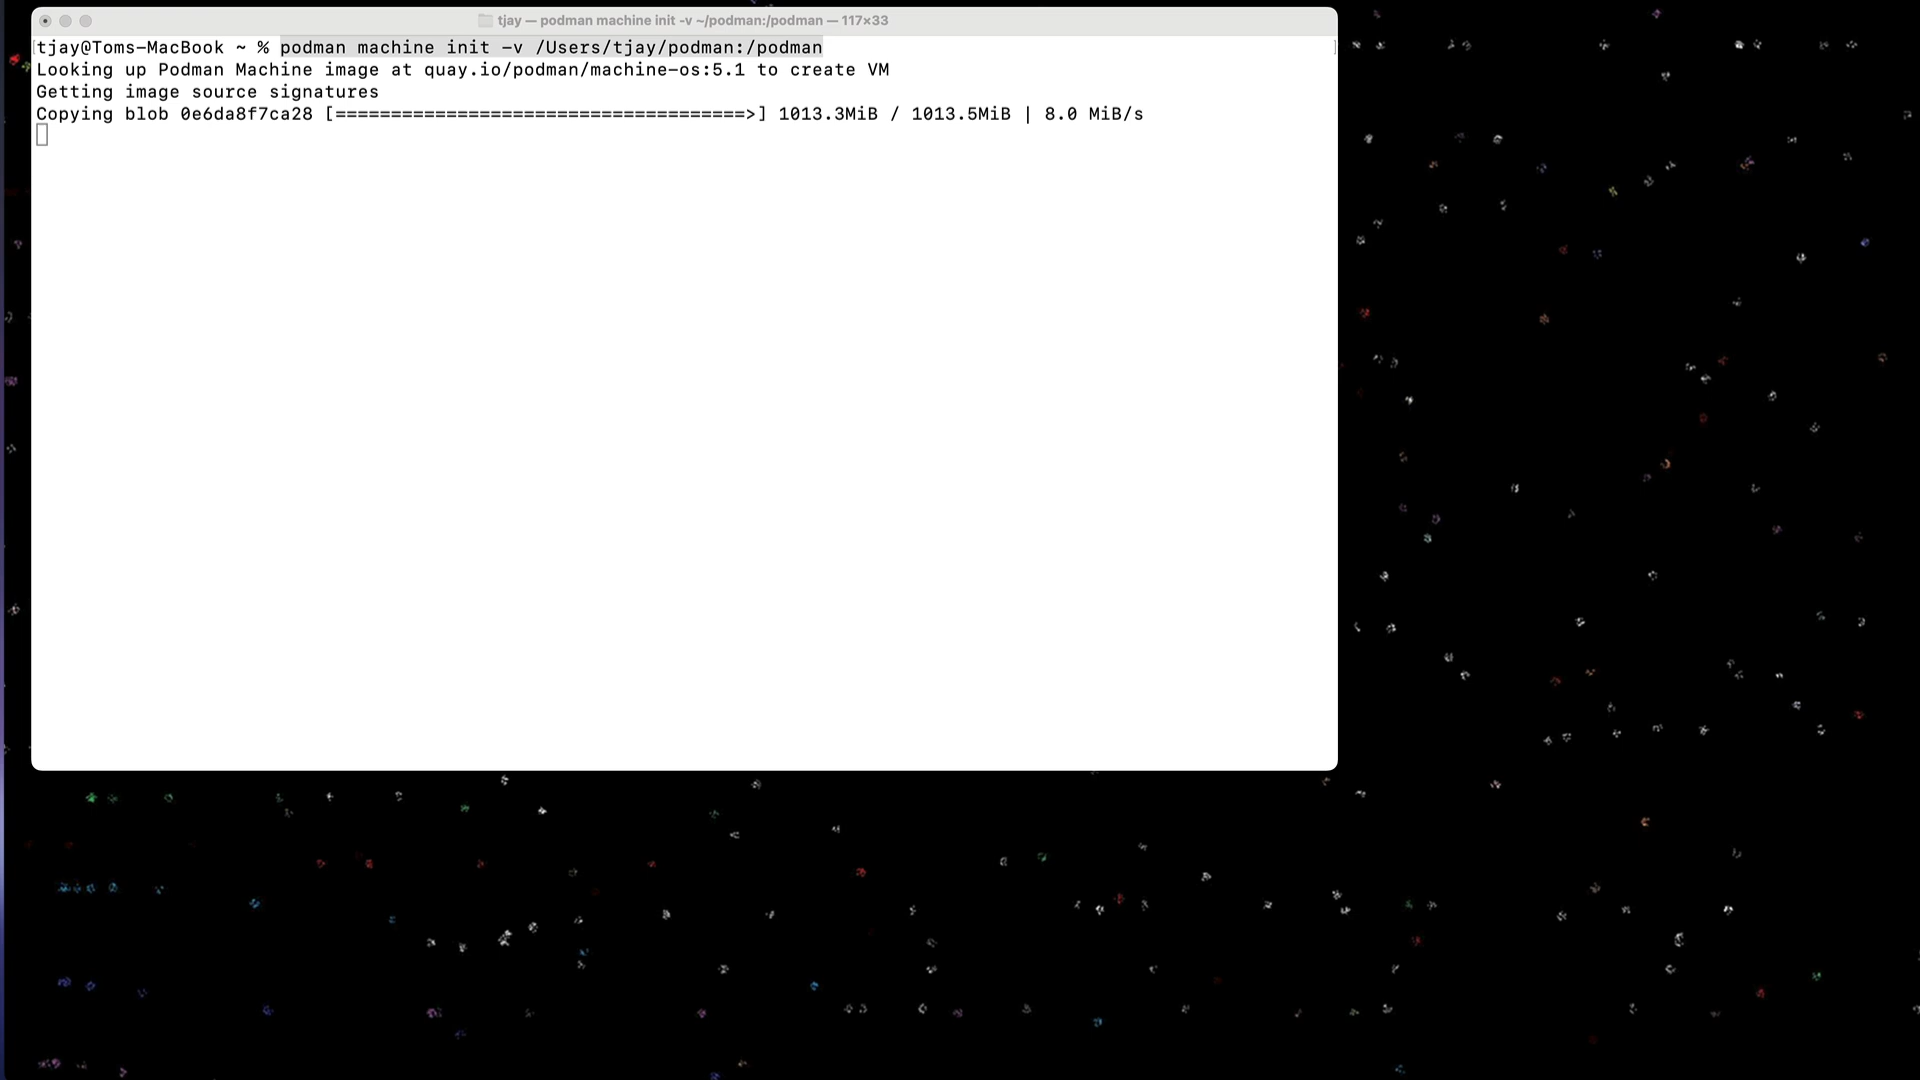 tjay — podman machine init -v ~/podman:/podman — 117×33
tjay@Toms-MacBook ~ % podman machine init -v /Users/tjay/podman:/podman
Looking up Podman Machine image at quay.io/podman/machine-os:5.1 to create VM
Getting image source signatures
Copying blob 0e6da8f7ca28 [=====================================>] 1013.3MiB / 1013.5MiB | 8.0 MiB/s